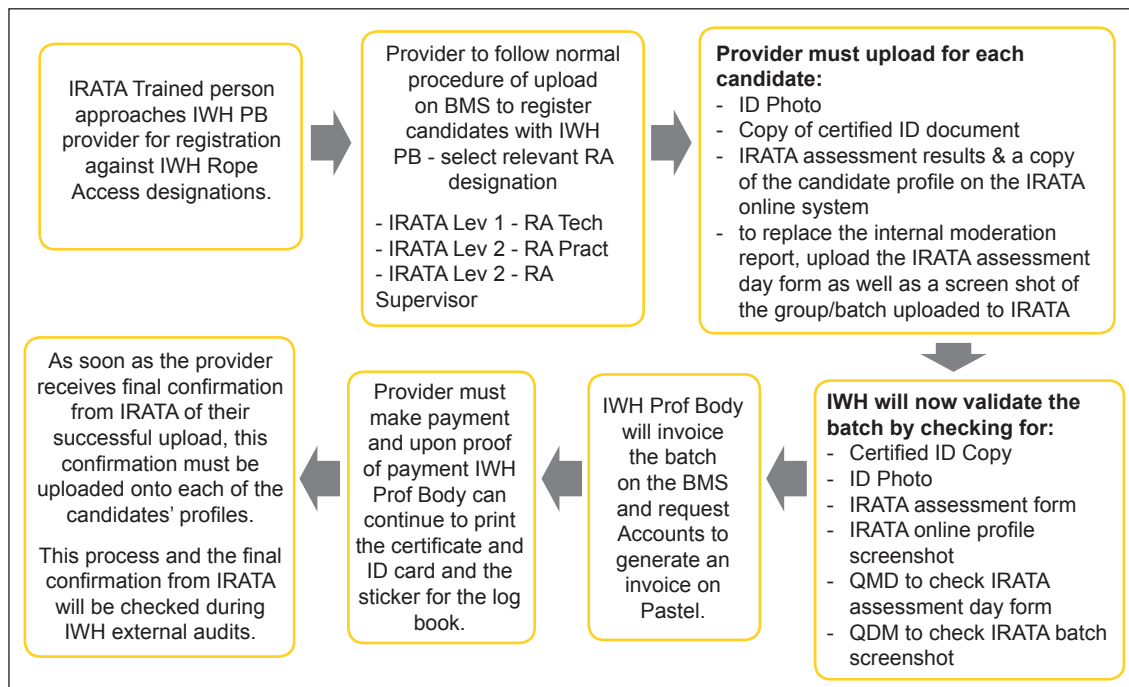 IRATA Trained person
approaches IWH PB
provider for registration
against IWH Rope
Access designations.
Provider to follow normal
procedure of upload
on BMS to register
candidates with IWH
PB - select relevant RA
designation
- IRATA Lev 1 - RA Tech
- IRATA Lev 2 - RA Pract
- IRATA Lev 2 - RA
Supervisor
Provider must upload for each
candidate:
- ID Photo
- Copy of certified ID document
- IRATA assessment results & a copy
of the candidate profile on the IRATA
online system
- to replace the internal moderation
report, upload the IRATA assessment
day form as well as a screen shot of
the group/batch uploaded to IRATA
IWH will now validate the
batch by checking for:
- Certified ID Copy
- ID Photo
- IRATA assessment form
- IRATA online profile
screenshot
- QMD to check IRATA
assessment day form
- QDM to check IRATA batch
screenshot
IWH Prof Body
will invoice
the batch
on the BMS
and request
Accounts to
generate an
invoice on
Pastel.
Provider must
make payment
and upon proof
of payment IWH
Prof Body can
continue to print
the certificate and
ID card and the
sticker for the log
book.
As soon as the provider
receives final confirmation
from IRATA of their
successful upload, this
confirmation must be
uploaded onto each of the
candidates’ profiles.
This process and the final
confirmation from IRATA
will be checked during
IWH external audits.